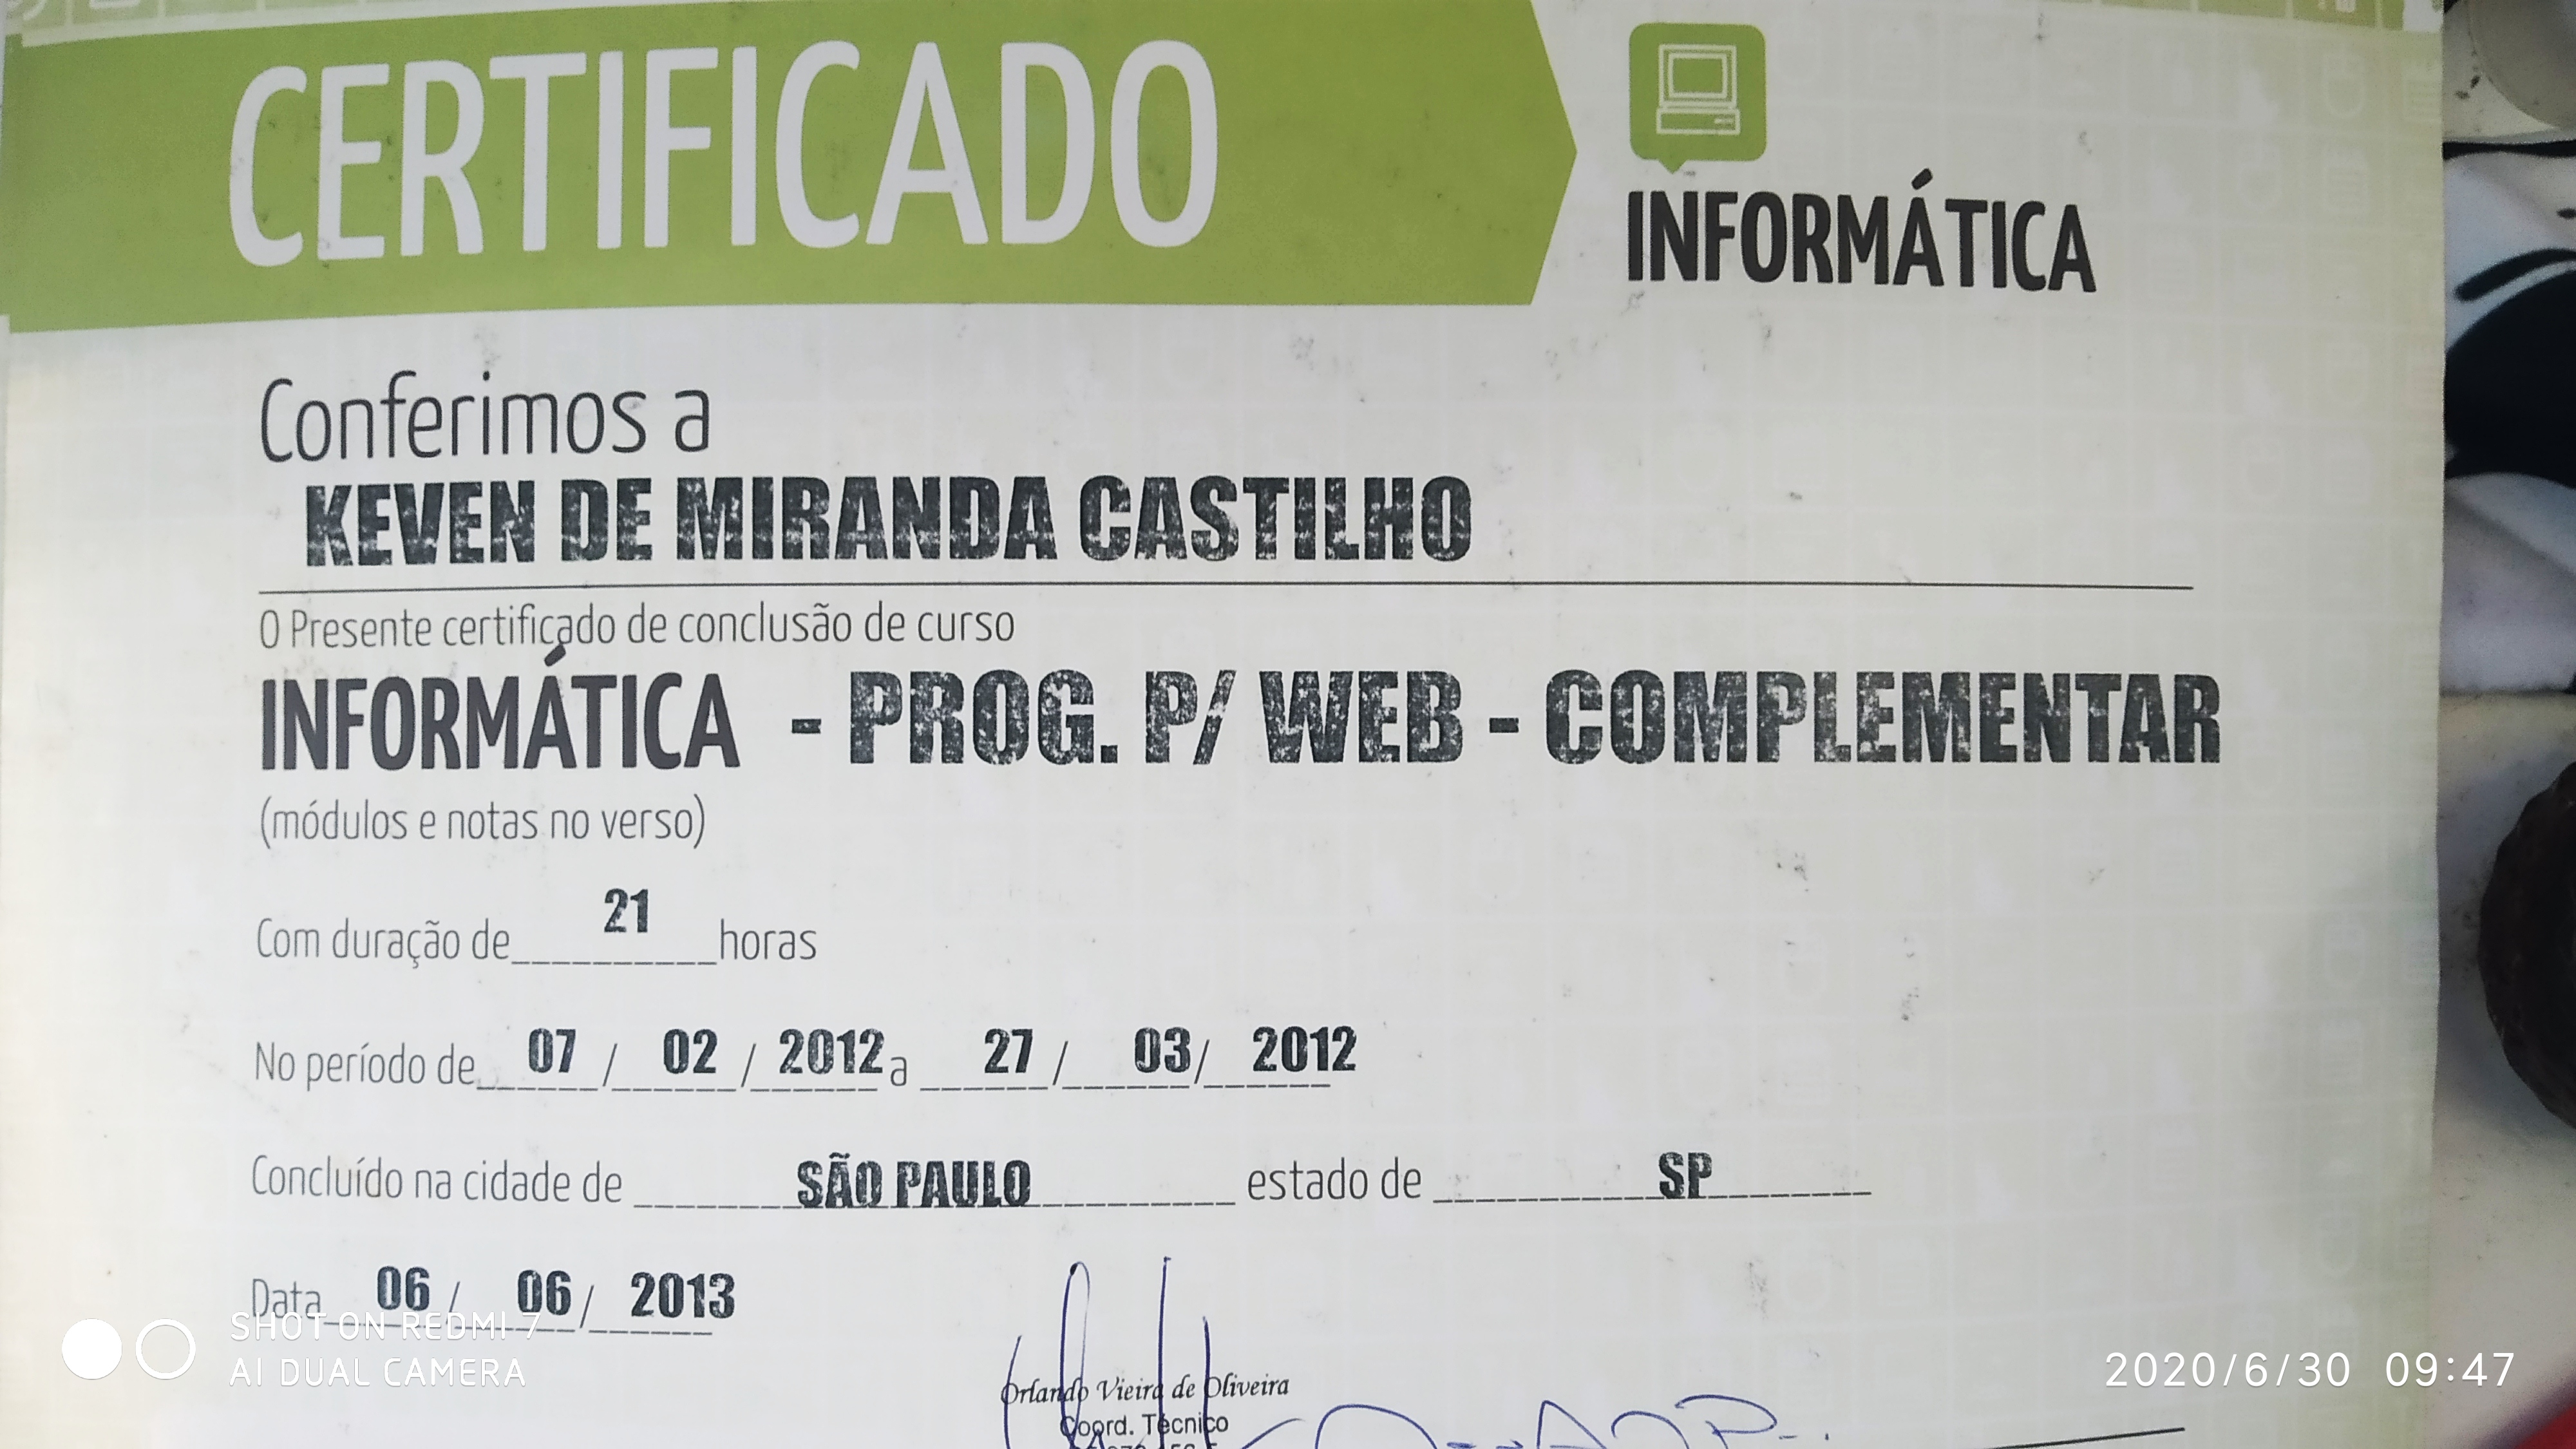 CERTIFICADO
INFORMÁTICA
Conferimos a
KEVEN DE MIRANDA CASTILHO
O Presente certificado de conclusão de curso
INFORMÁTICA - PROG. P/ WEB - COMPLEMENTAR
(módulos e notas no verso)
Com duração de 21 horas
No período de 07 / 02 / 2012 a 27 / 03 / 2012
Concluído na cidade de SÃO PAULO estado de SP
Data 06 / 06 / 2013
Orlando Vieira de Oliveira
Coord. Técnico
SHOT ON REDMI 7
AI DUAL CAMERA
2020/6/30 09:47